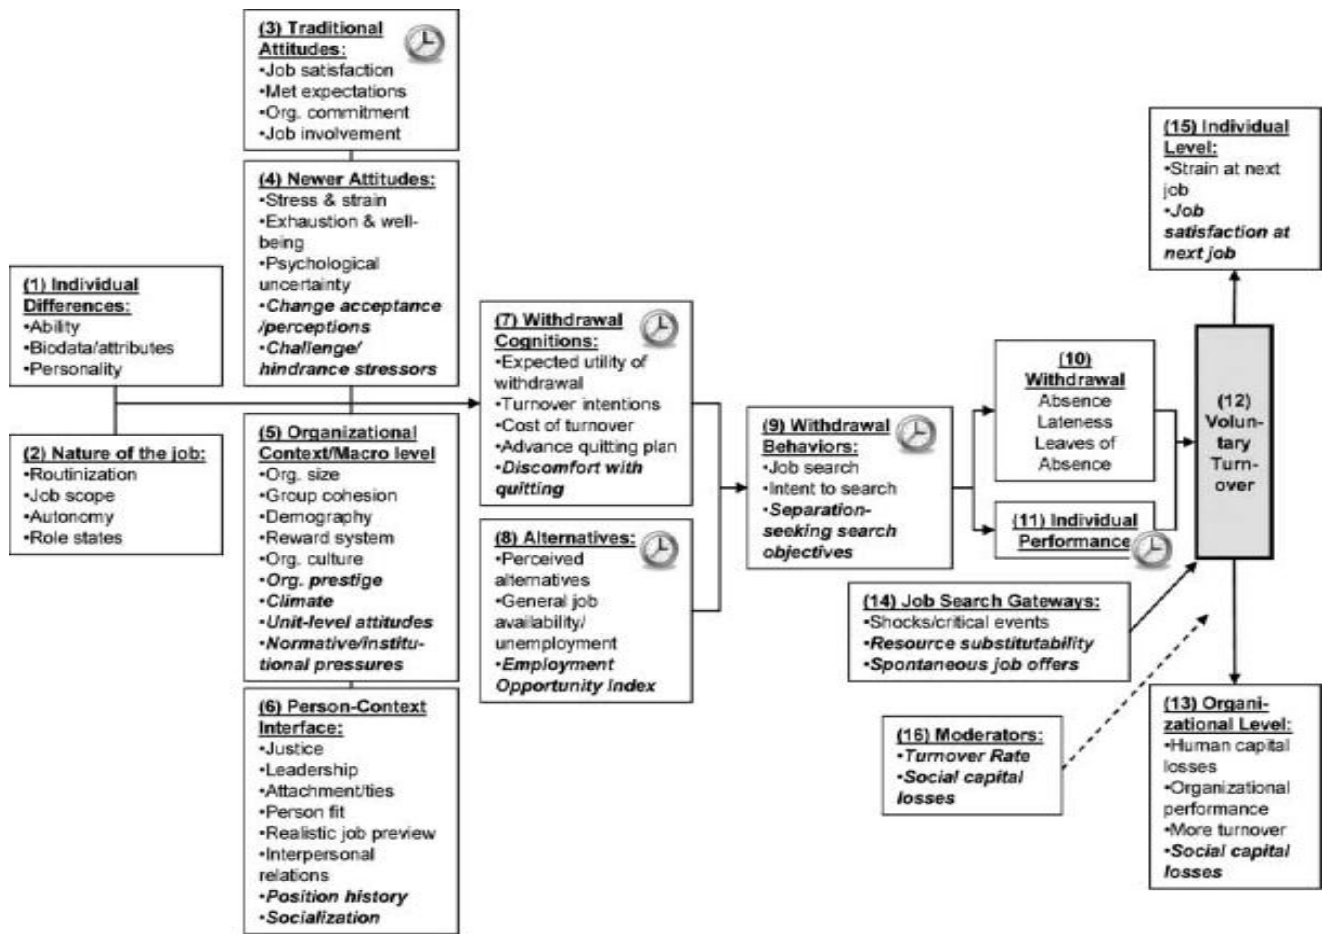 (3) Traditional
Attitudes:
•Job satisfaction
•Met expectations
•Org. commitment
•Job involvement
(4) Newer Attitudes:
•Stress & strain
•Exhaustion & well-
being
•Psychological
uncertainty
•Change acceptance
/perceptions
•Challenge/
hindrance stressors
(1) Individual
Differences:
•Ability
•Biodata/attributes
•Personality
(2) Nature of the job:
•Routinization
•Job scope
•Autonomy
•Role states
(5) Organizational
Context/Macro level
•Org. size
•Group cohesion
•Demography
•Reward system
•Org. culture
•Org. prestige
•Climate
•Unit-level attitudes
•Normative/institu-
tional pressures
(6) Person-Context
Interface:
•Justice
•Leadership
•Attachment/ties
•Person fit
•Realistic job preview
•Interpersonal
relations
•Position history
•Socialization
(7) Withdrawal
Cognitions:
•Expected utility of
withdrawal
•Turnover intentions
•Cost of turnover
•Advance quitting plan
•Discomfort with
quitting
(8) Alternatives:
•Perceived
alternatives
•General job
availability/
unemployment
•Employment
Opportunity Index
(9) Withdrawal
Behaviors:
•Job search
•Intent to search
•Separation-
seeking search
objectives
(10)
Withdrawal
Absence
Lateness
Leaves of
Absence
(11) Individual
Performance
(12)
Volun-
tary
Turn-
over
(14) Job Search Gateways:
•Shocks/critical events
•Resource substitutability
•Spontaneous job offers
(16) Moderators:
•Turnover Rate
•Social capital
losses
(15) Individual
Level:
•Strain at next
job
•Job
satisfaction at
next job
(13) Organi-
zational Level:
•Human capital
losses
•Organizational
performance
•More turnover
•Social capital
losses